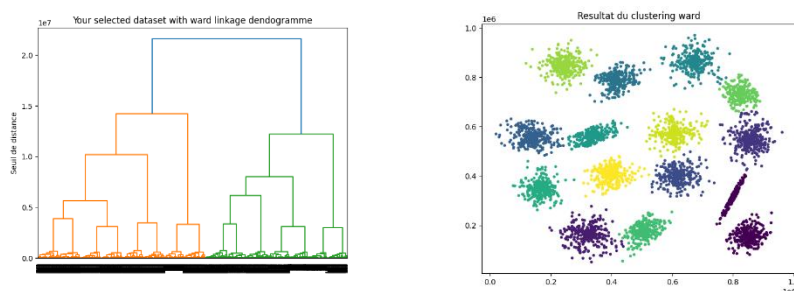 Your selected dataset with ward linkage dendogramme
1e7
Seuil de distance
2.0
1.5
1.0
0.5
0.0
Resultat du clustering ward
1e6
1.0
0.8
0.6
0.4
0.2
0.0 0.2 0.4 0.6 0.8